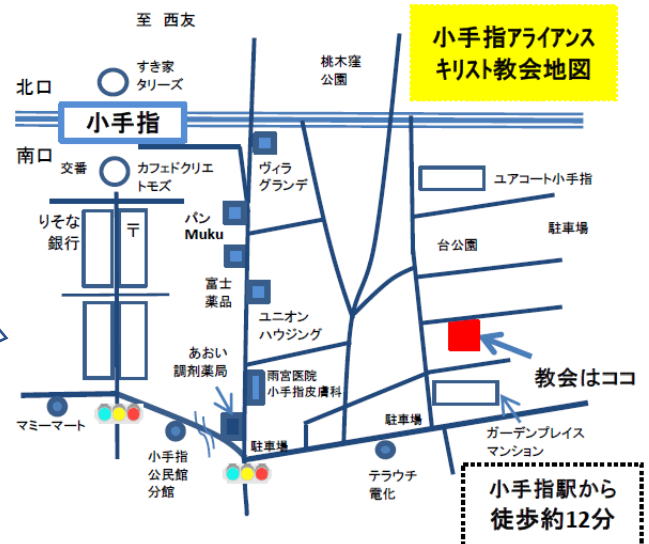 至 西友
小手指アライアンス
キリスト教会地図
すき家
タリーズ
桃木窪
公園
北口
小手指
南口
交番
カフェドクリエ
トモズ
ヴィラ
グランデ
ユアコート小手指
りそな
銀行
〒
パン
Muku
駐車場
台公園
富士
薬品
ユニオン
ハウジング
あおい
調剤薬局
雨宮医院
小手指皮膚科
教会はココ
マミーマート
小手指
公民館
分館
駐車場
駐車場
ガーデンプレイス
マンション
テラウチ
電化
小手指駅から
徒歩約12分